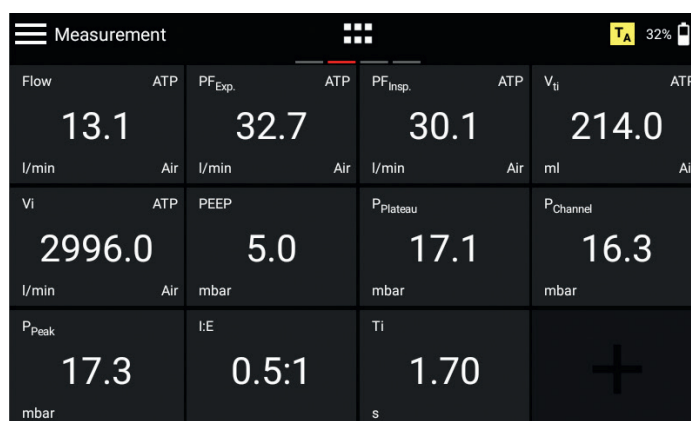 Measurement TA 32%
Flow ATP PFExp. ATP PFInsp. ATP Vti ATP
13.1 32.7 30.1 214.0
l/min Air l/min Air l/min Air ml Ai
Vi ATP PEEP PPlateau PChannel
2996.0 5.0 17.1 16.3
l/min Air mbar mbar mbar
PPeak I:E Ti
17.3 0.5:1 1.70
mbar s